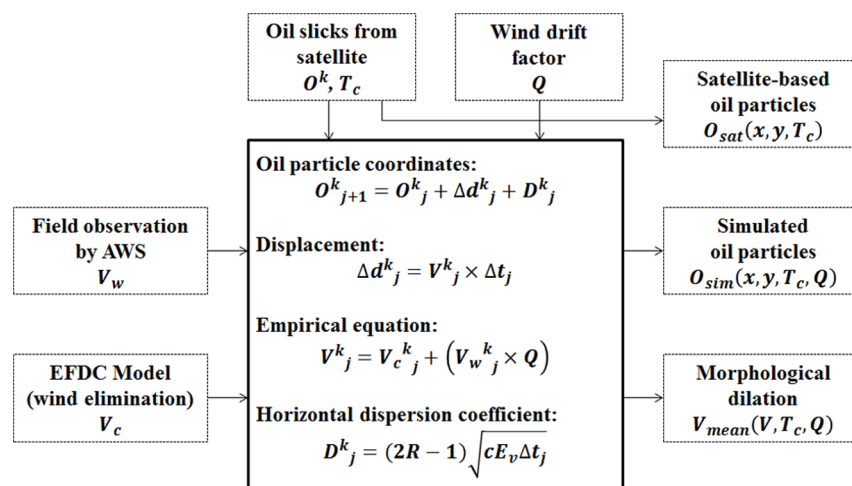 Oil slicks from
satellite
O^k, T_c
Wind drift
factor
Q
Satellite-based
oil particles
O_sat(x, y, T_c)
Oil particle coordinates:
O^k_{j+1} = O^k_j + Δd^k_j + D^k_j
Field observation
by AWS
V_w
Displacement:
Δd^k_j = V^k_j × Δt_j
Simulated
oil particles
O_sim(x, y, T_c, Q)
Empirical equation:
V^k_j = V_c^k_j + (V_w^k_j × Q)
EFDC Model
(wind elimination)
V_c
Horizontal dispersion coefficient:
D^k_j = (2R − 1)√(cE_vΔt_j)
Morphological
dilation
V_mean(V, T_c, Q)